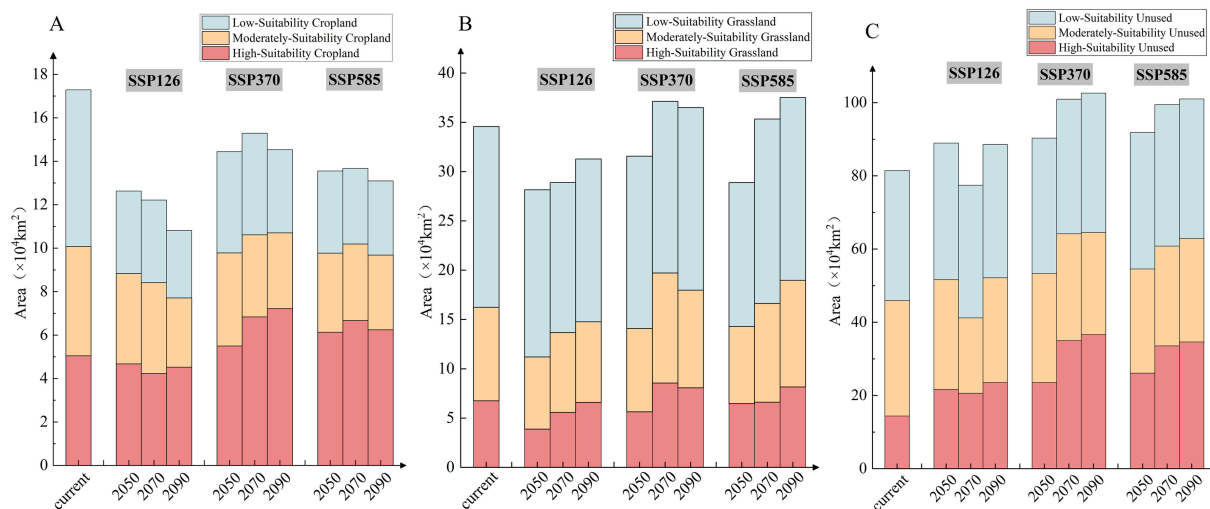 A
Low-Suitability Cropland
Moderately-Suitability Cropland
High-Suitability Cropland
SSP126
SSP370
SSP585
Area （×10⁴km²）
18
16
14
12
10
8
6
4
2
0
current
2050
2070
2090
2050
2070
2090
2050
2070
2090
B
Low-Suitability Grassland
Moderately-Suitability Grassland
High-Suitability Grassland
SSP126
SSP370
SSP585
Area （×10⁴km²）
40
35
30
25
20
15
10
5
0
current
2050
2070
2090
2050
2070
2090
2050
2070
2090
C
Low-Suitability Unused
Moderately-Suitability Unused
High-Suitability Unused
SSP126
SSP370
SSP585
Area （×10⁴km²）
100
80
60
40
20
0
current
2050
2070
2090
2050
2070
2090
2050
2070
2090